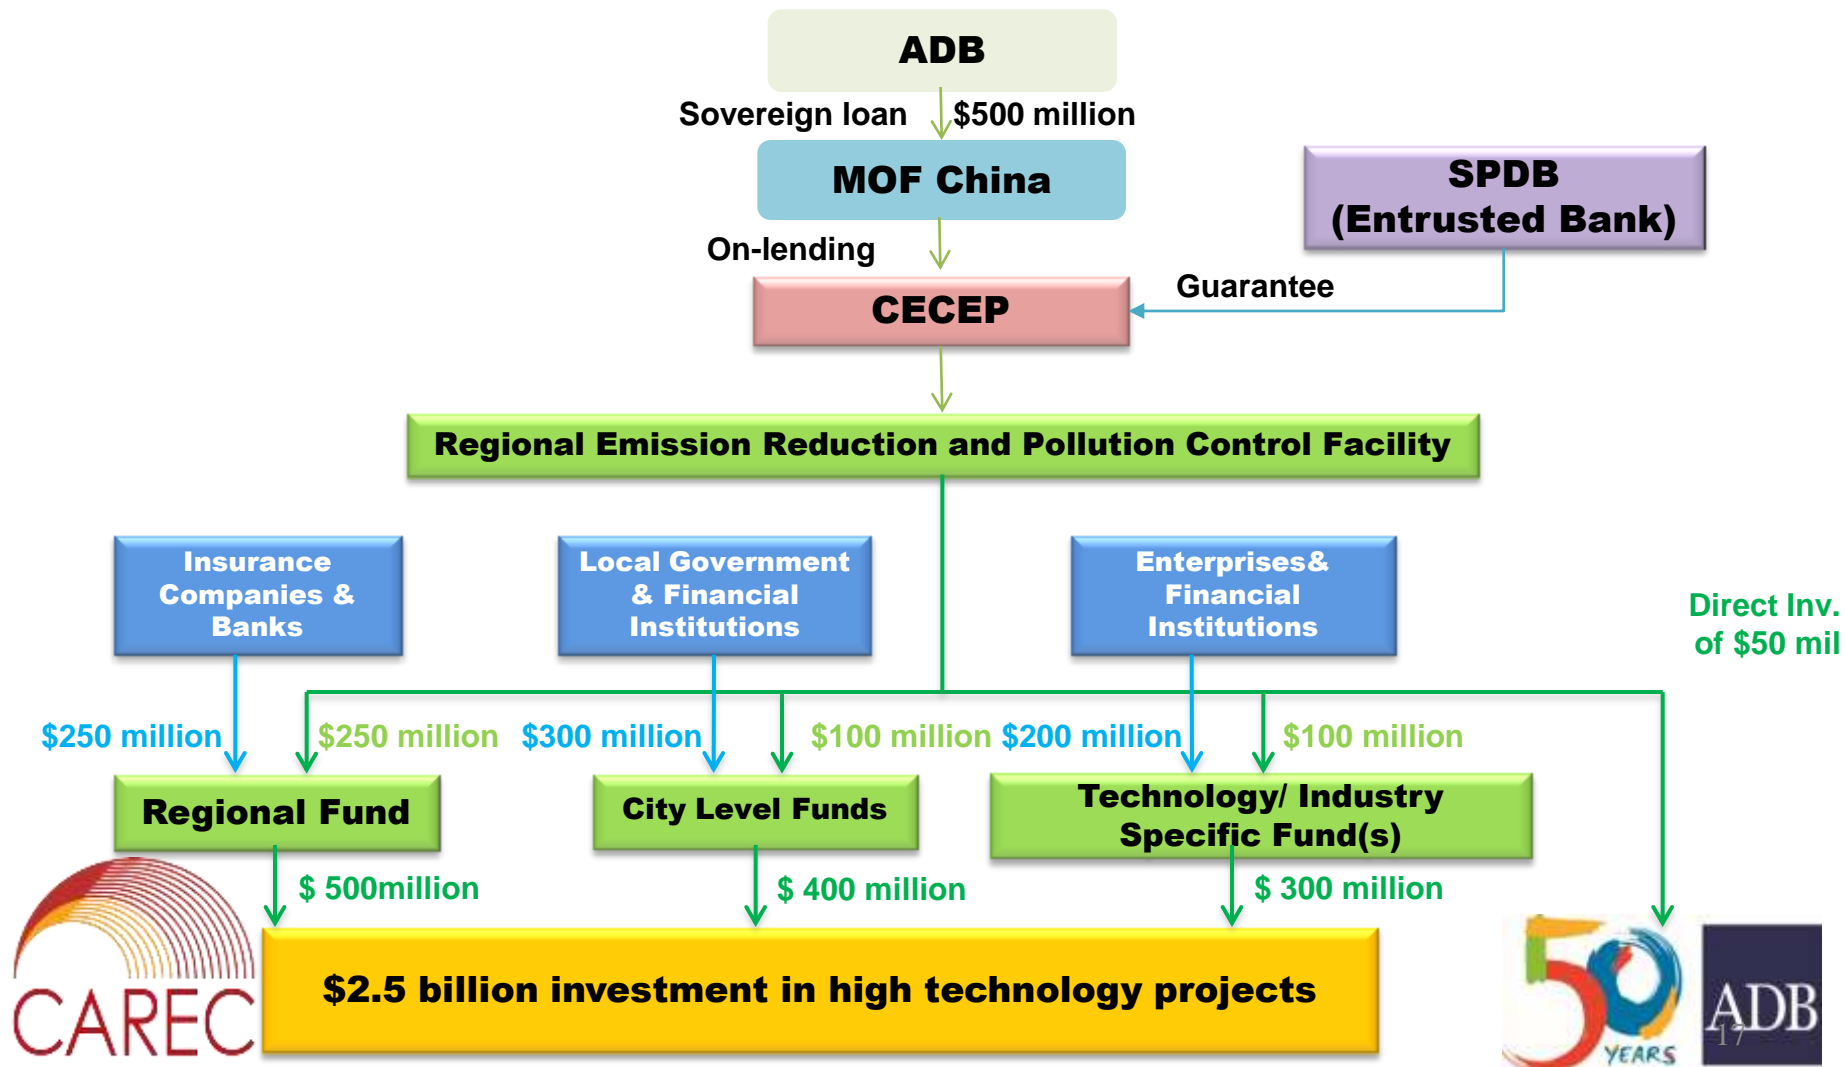 ADB
Sovereign loan
$500 million
MOF China
SPDB
(Entrusted Bank)
On-lending
Guarantee
CECEP
Regional Emission Reduction and Pollution Control Facility
Insurance
Companies &
Banks
Local Government
& Financial
Institutions
Enterprises&
Financial
Institutions
Direct Inv.
of $50 mil
$250 million
$250 million
$300 million
$100 million
$200 million
$100 million
Regional Fund
City Level Funds
Technology/ Industry
Specific Fund(s)
$ 500million
$ 400 million
$ 300 million
$2.5 billion investment in high technology projects
CAREC
50
YEARS
ADB
17